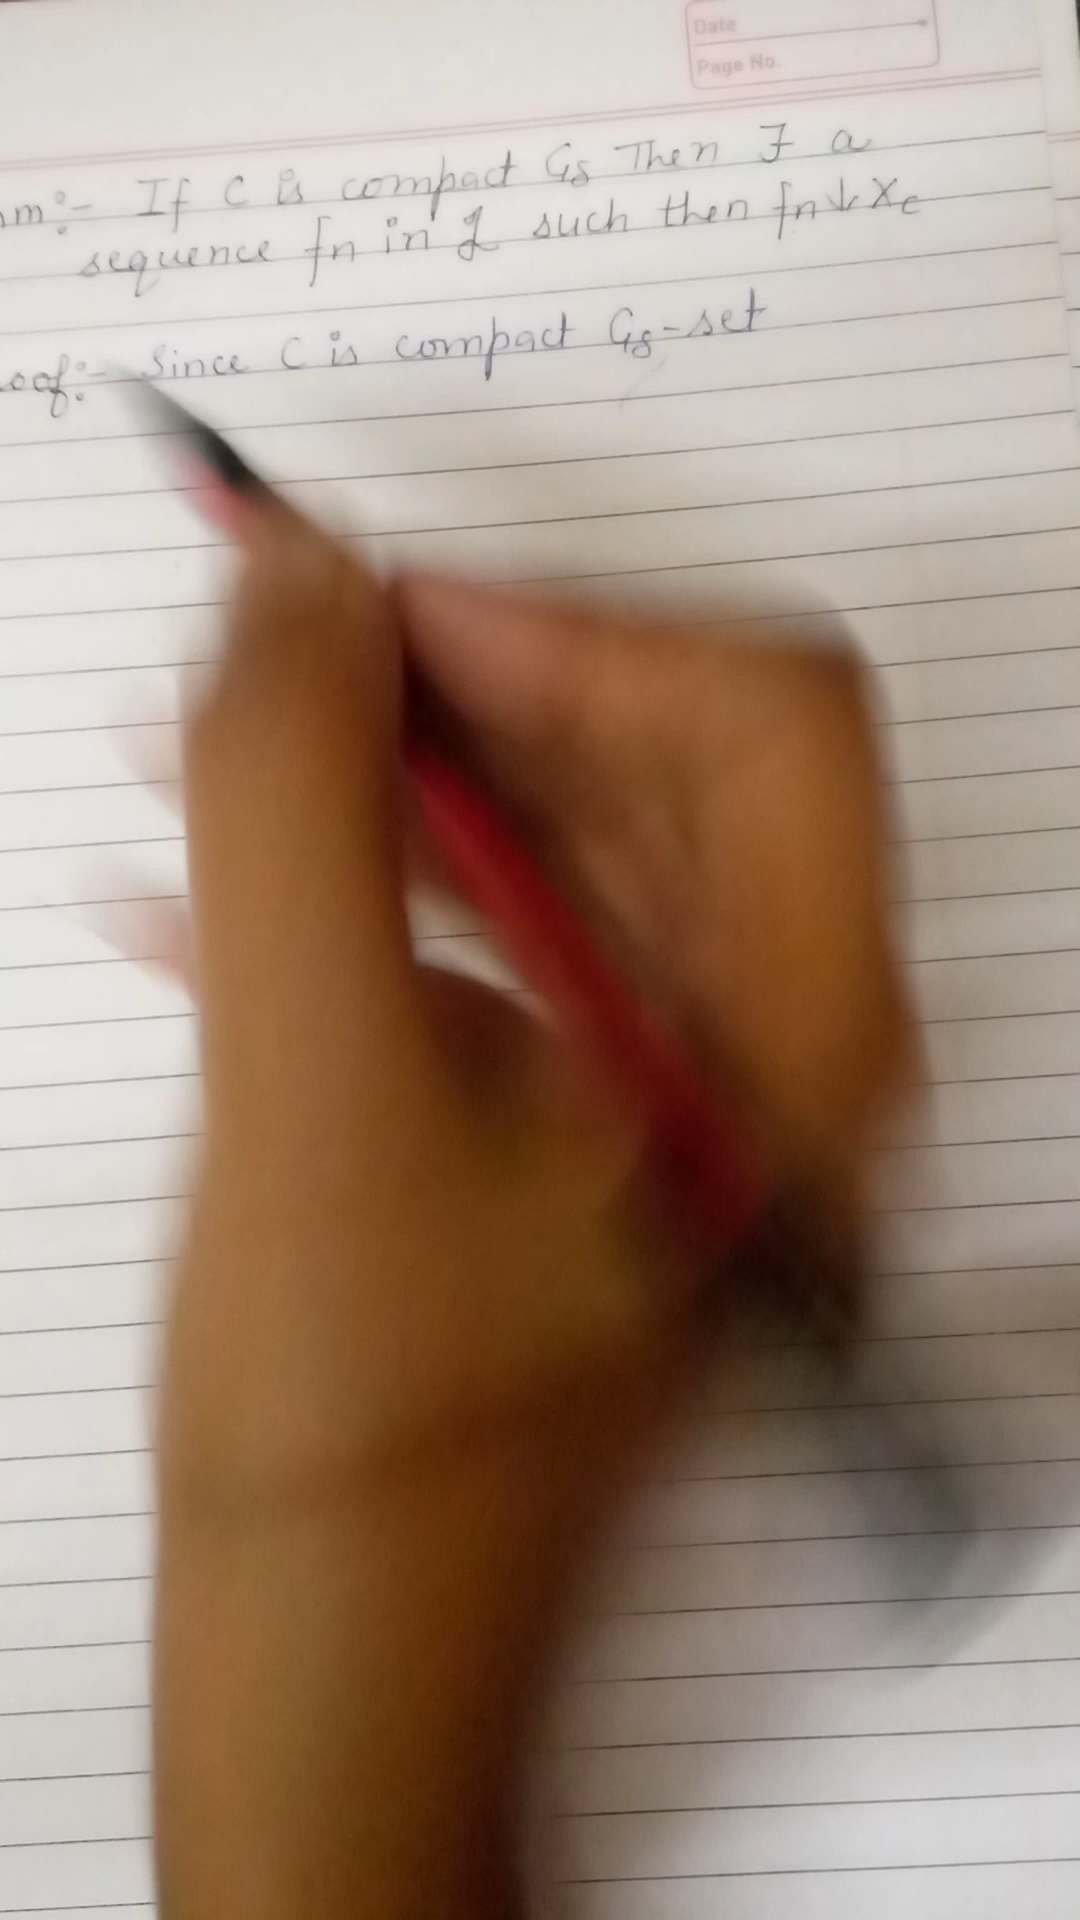 Date
Page No.
m:- If C is compact Gδ Then ∃ a
sequence fn in L such then fn ↓ χc
oof:- Since C is compact Gδ-set